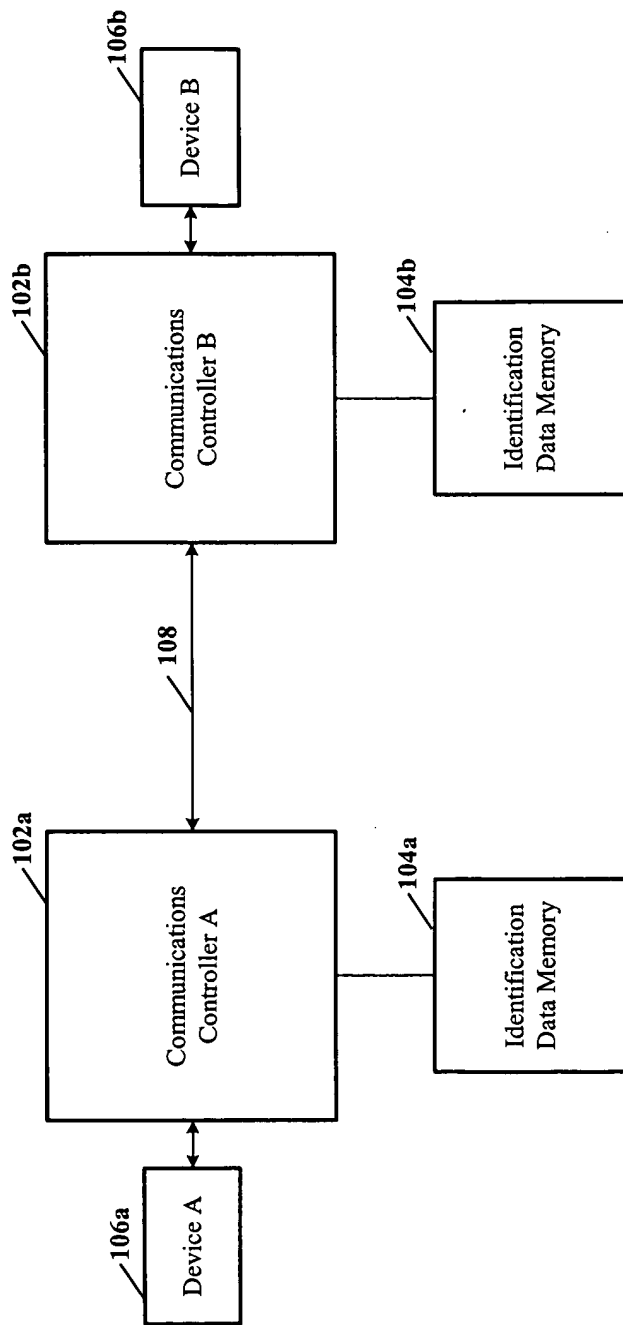 106a
Device A
102a
Communications
Controller A
104a
Identification
Data Memory
108
102b
Communications
Controller B
104b
Identification
Data Memory
106b
Device B